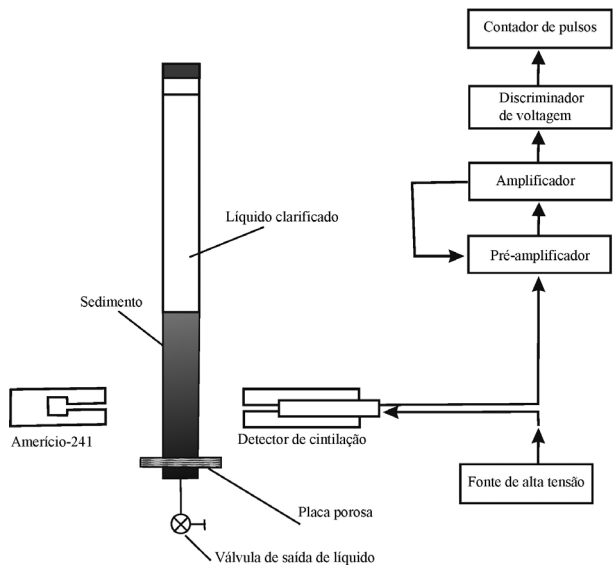 Contador de pulsos
Discriminador
de voltagem
Amplificador
Líquido clarificado
Pré-amplificador
Sedimento
Amerício-241
Detector de cintilação
Fonte de alta tensão
Placa porosa
Válvula de saída de líquido